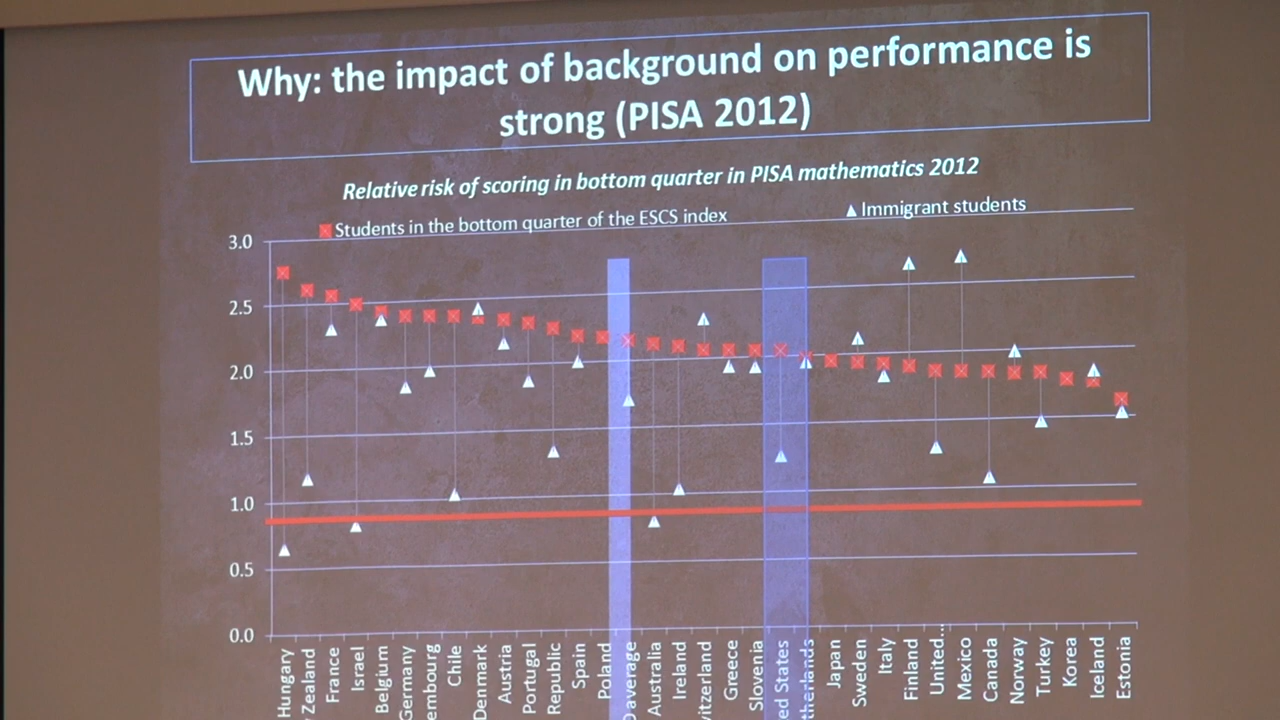 Why: the impact of background on performance is
strong (PISA 2012)
Relative risk of scoring in bottom quarter in PISA mathematics 2012
Students in the bottom quarter of the ESCS index
Immigrant students
3.0
2.5
2.0
1.5
1.0
0.5
0.0
Hungary
Zealand
France
Israel
Belgium
Germany
embourg
Chile
Denmark
Austria
Portugal
Republic
Spain
Poland
D average
Australia
Ireland
witzerland
Greece
Slovenia
ed States
therlands
Japan
Sweden
Italy
Finland
United...
Mexico
Canada
Norway
Turkey
Korea
Iceland
Estonia